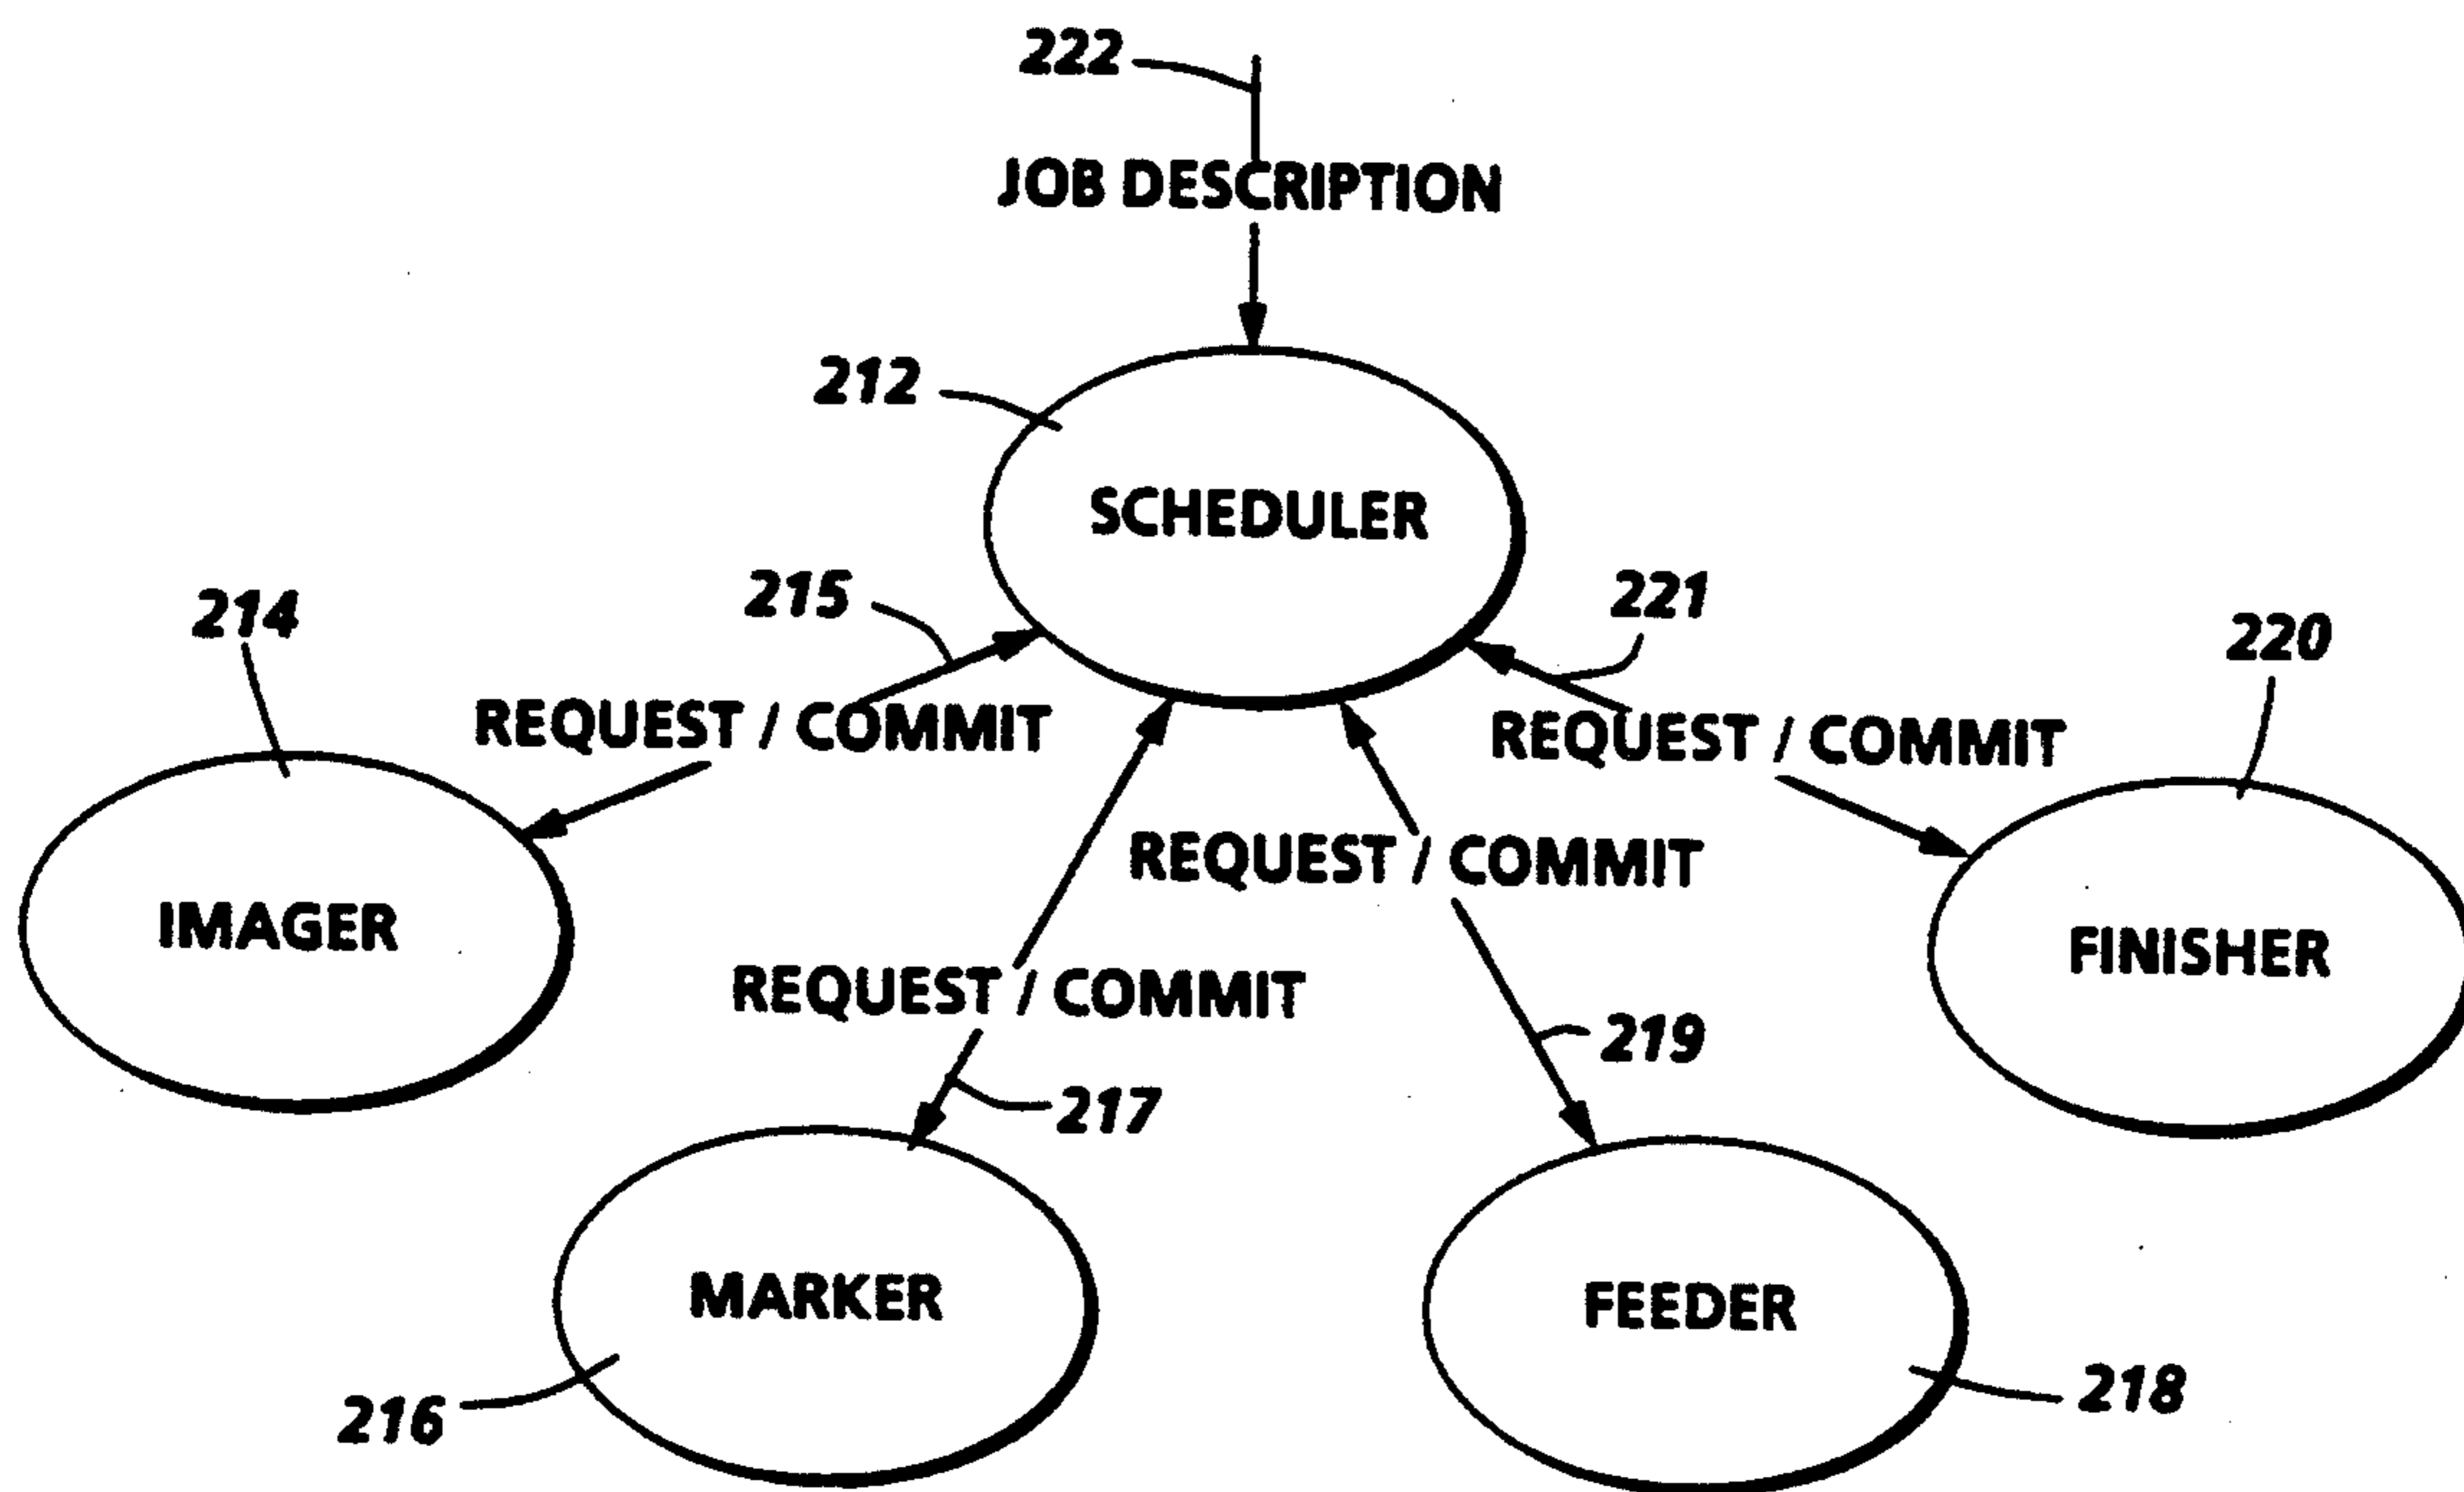 222
JOB DESCRIPTION
212
SCHEDULER
215
221
214
220
REQUEST / COMMIT
REQUEST / COMMIT
REQUEST / COMMIT
IMAGER
FINISHER
REQUEST / COMMIT
219
217
MARKER
FEEDER
216
218